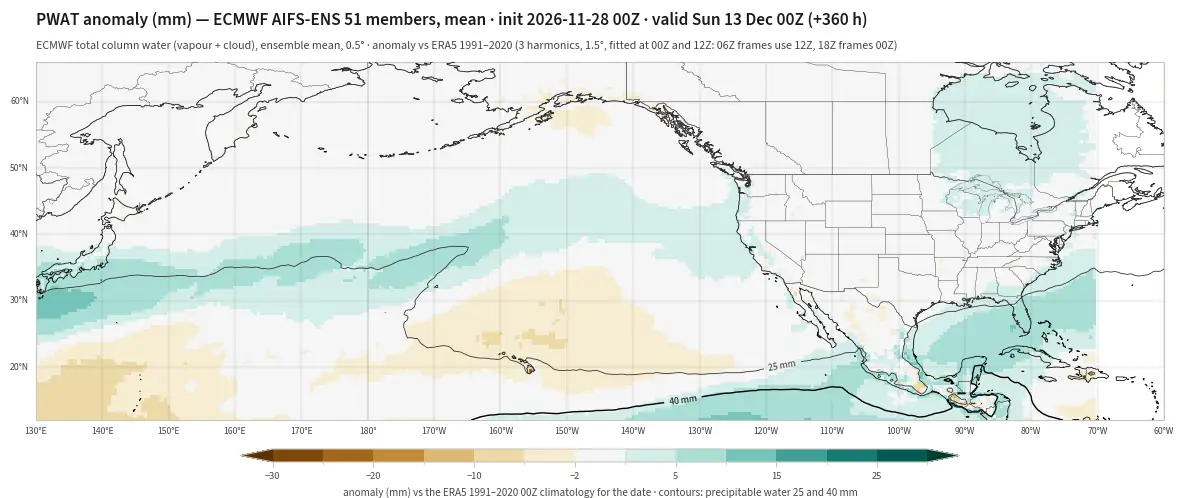 PWAT anomaly (mm) — ECMWF AIFS-ENS 51 members, mean · init 2026-11-28 00Z · valid Sun 13 Dec 00Z (+360 h)
ECMWF total column water (vapour + cloud), ensemble mean, 0.5° · anomaly vs ERA5 1991–2020 (3 harmonics, 1.5°, fitted at 00Z and 12Z: 06Z frames use 12Z, 18Z frames 00Z)
60°N
50°N
40°N
30°N
20°N
25 mm
40 mm
130°E 140°E 150°E 160°E 170°E 180° 170°W 160°W 150°W 140°W 130°W 120°W 110°W 100°W 90°W 80°W 70°W 60°W
−30 −20 −10 −2 5 15 25
anomaly (mm) vs the ERA5 1991–2020 00Z climatology for the date · contours: precipitable water 25 and 40 mm